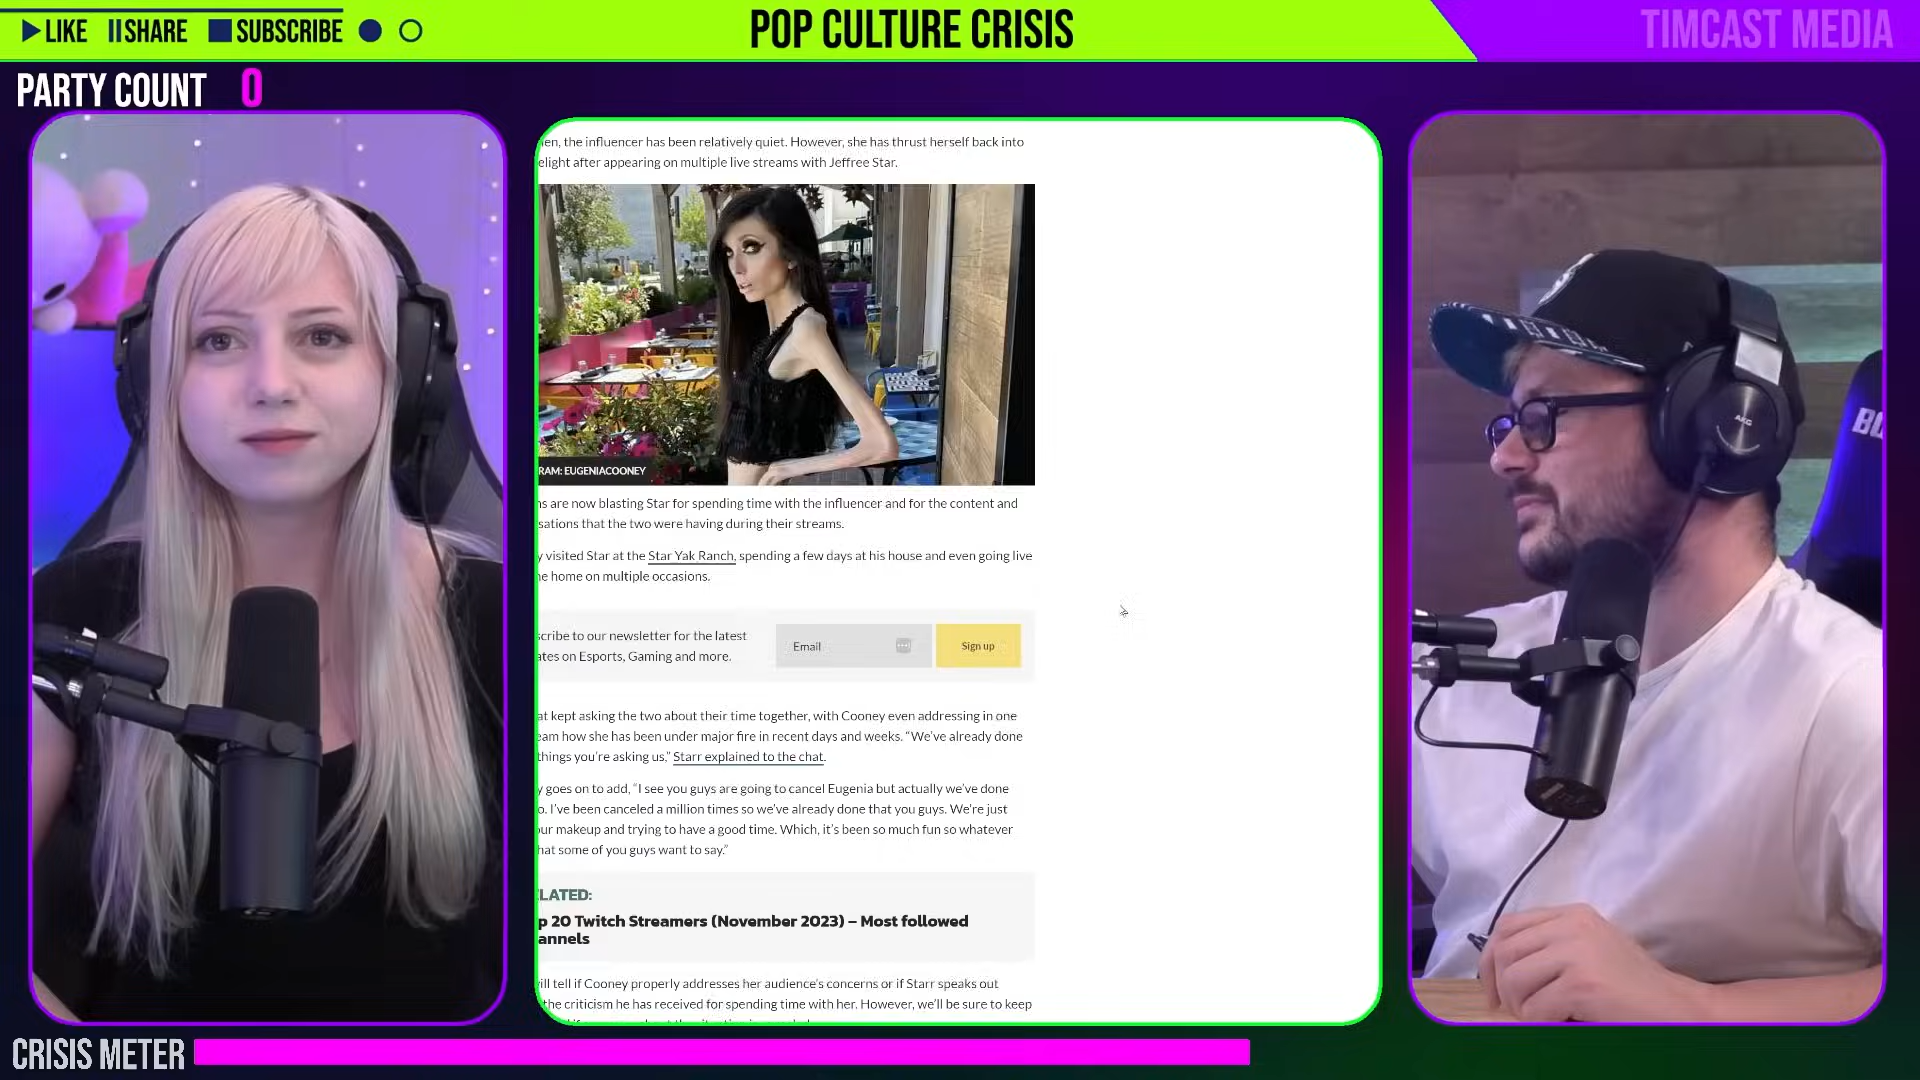 LIKE SHARE SUBSCRIBE
POP CULTURE CRISIS
TIMCAST MEDIA
PARTY COUNT 0
the influencer has been relatively quiet. However, she has thrust herself back into
after appearing on multiple live streams with Jeffree Star.
RAM: EUGENIACOONEY
are now blasting Star for spending time with the influencer and for the content and
sations that the two were having during their streams.
y visited Star at the Star Yak Ranch, spending a few days at his house and even going live
home on multiple occasions.
scribe to our newsletter for the latest
ates on Esports, Gaming and more.
Email
Sign up
at kept asking the two about their time together, with Cooney even addressing in one
eam how she has been under major fire in recent days and weeks. “We’ve already done
things you’re asking us,” Starr explained to the chat.
y goes on to add, “I see you guys are going to cancel Eugenia but actually we’ve done
o. I’ve been canceled a million times so we’ve already done that you guys. We’re just
ur makeup and trying to have a good time. Which, it’s been so much fun so whatever
hat some of you guys want to say.”
LATED:
p 20 Twitch Streamers (November 2023) – Most followed
annels
ill tell if Cooney properly addresses her audience’s concerns or if Starr speaks out
the criticism he has received for spending time with her. However, we’ll be sure to keep
AKG
BO
CRISIS METER